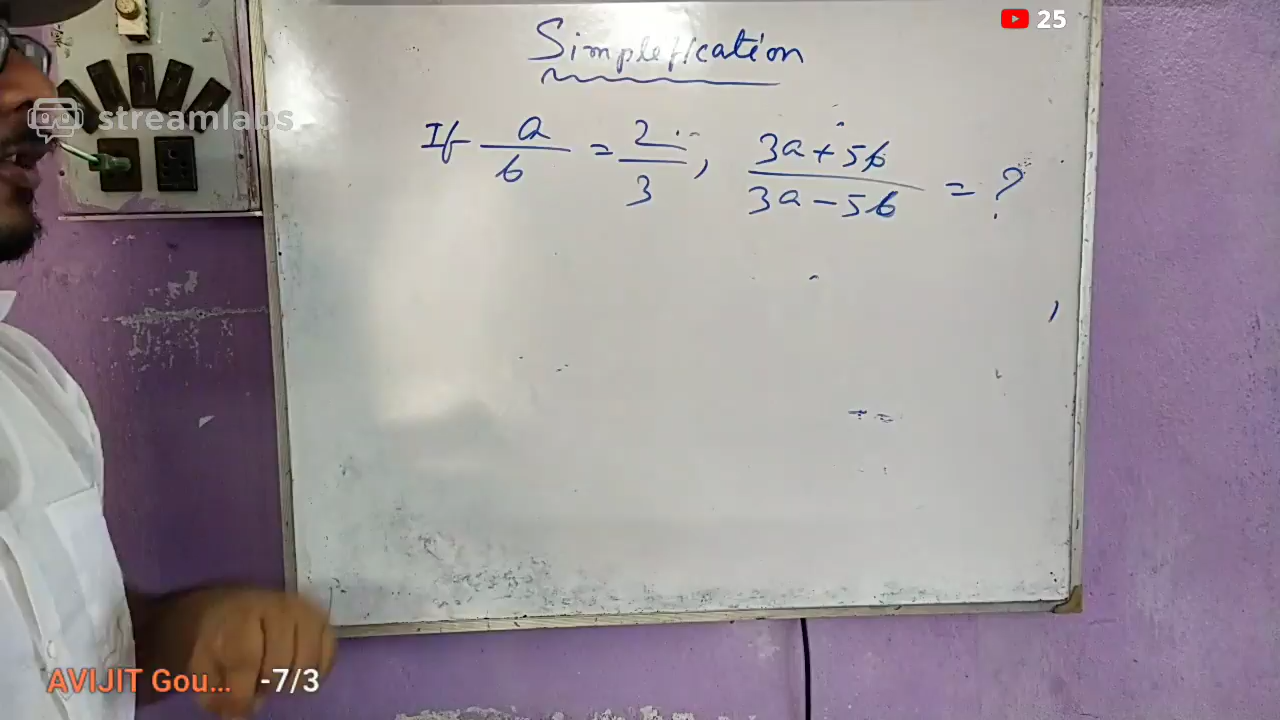 25
Simplification
streamlabs
If a/b = 2/3, (3a+5b)/(3a-5b) = ?
AVIJIT Gou... -7/3